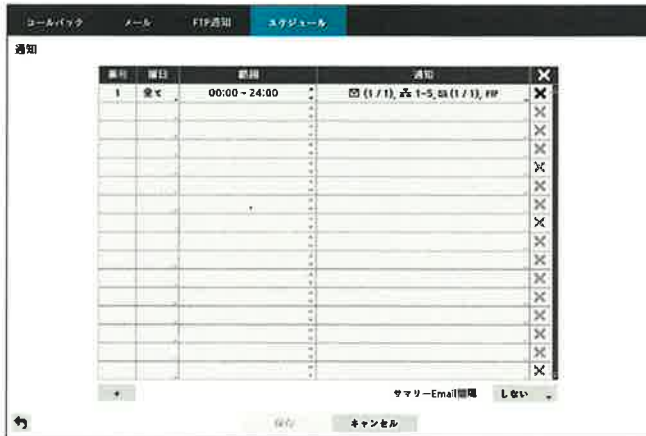 コールバック メール FTP通知 スケジュール
通知
番号 曜日 範囲 通知 X
1 全て 00:00 ~ 24:00 (1 / 1), 1~5, (1 / 1), FTP
+ サマリーEmail間隔 しない
保存 キャンセル